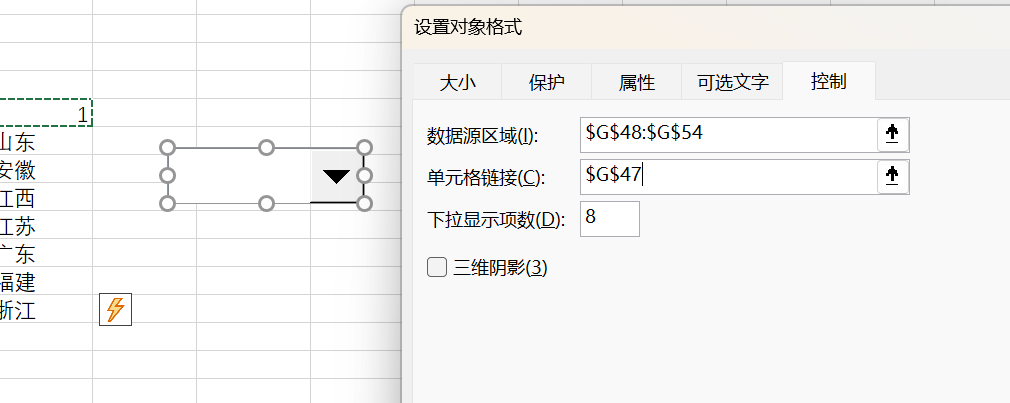 设置对象格式
大小 保护 属性 可选文字 控制
1
山东
安徽
江西
江苏
广东
福建
浙江
数据源区域(I): $G$48:$G$54
单元格链接(C): $G$47
下拉显示项数(D): 8
三维阴影(3)